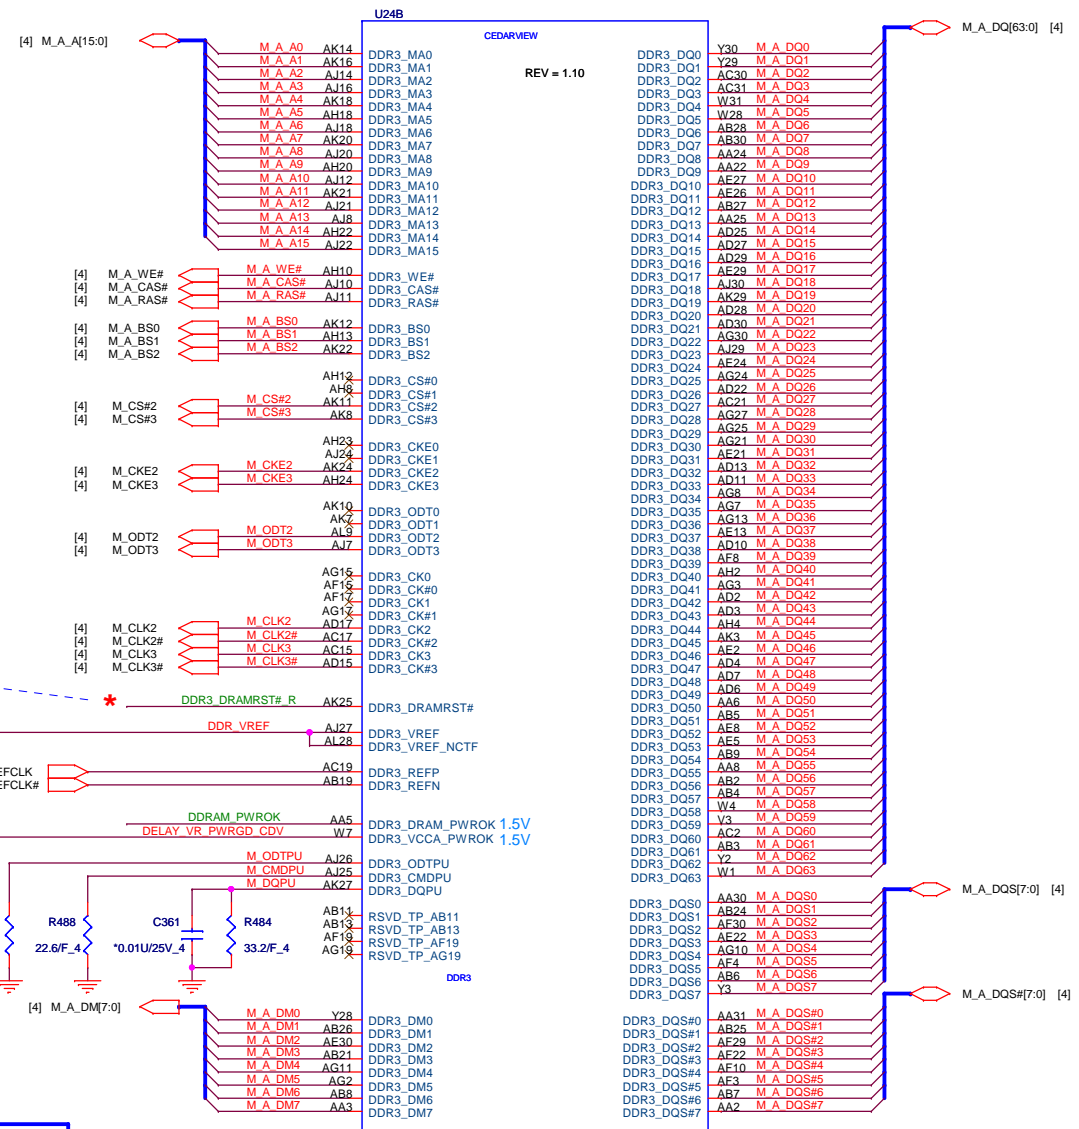 U24B
CEDARVIEW
REV = 1.10
[4] M_A_A[15:0]
M_A_A0 AK14 DDR3_MA0
M_A_A1 AK16 DDR3_MA1
M_A_A2 AJ14 DDR3_MA2
M_A_A3 AJ16 DDR3_MA3
M_A_A4 AK18 DDR3_MA4
M_A_A5 AH18 DDR3_MA5
M_A_A6 AJ18 DDR3_MA6
M_A_A7 AK20 DDR3_MA7
M_A_A8 AJ20 DDR3_MA8
M_A_A9 AH20 DDR3_MA9
M_A_A10 AJ12 DDR3_MA10
M_A_A11 AK21 DDR3_MA11
M_A_A12 AJ21 DDR3_MA12
M_A_A13 AJ8 DDR3_MA13
M_A_A14 AH22 DDR3_MA14
M_A_A15 AJ22 DDR3_MA15
[4] M_A_WE# M_A_WE# AH10 DDR3_WE#
[4] M_A_CAS# M_A_CAS# AJ10 DDR3_CAS#
[4] M_A_RAS# M_A_RAS# AJ11 DDR3_RAS#
[4] M_A_BS0 M_A_BS0 AK12 DDR3_BS0
[4] M_A_BS1 M_A_BS1 AH13 DDR3_BS1
[4] M_A_BS2 M_A_BS2 AK22 DDR3_BS2
AH12 DDR3_CS#0
AH8 DDR3_CS#1
[4] M_CS#2 M_CS#2 AK11 DDR3_CS#2
[4] M_CS#3 M_CS#3 AK8 DDR3_CS#3
AH23 DDR3_CKE0
AJ24 DDR3_CKE1
[4] M_CKE2 M_CKE2 AK24 DDR3_CKE2
[4] M_CKE3 M_CKE3 AH24 DDR3_CKE3
AK10 DDR3_ODT0
AK7 DDR3_ODT1
[4] M_ODT2 M_ODT2 AL9 DDR3_ODT2
[4] M_ODT3 M_ODT3 AJ7 DDR3_ODT3
AG15 DDR3_CK0
AF15 DDR3_CK#0
AF17 DDR3_CK1
AG17 DDR3_CK#1
[4] M_CLK2 M_CLK2 AD17 DDR3_CK2
[4] M_CLK2# M_CLK2# AC17 DDR3_CK#2
[4] M_CLK3 M_CLK3 AC15 DDR3_CK3
[4] M_CLK3# M_CLK3# AD15 DDR3_CK#3
* DDR3_DRAMRST#_R AK25 DDR3_DRAMRST#
DDR_VREF AJ27 DDR3_VREF
AL28 DDR3_VREF_NCTF
EFCLK AC19 DDR3_REFP
EFCLK# AB19 DDR3_REFN
DDRAM_PWROK AA5 DDR3_DRAM_PWROK 1.5V
DELAY_VR_PWRGD_CDV W7 DDR3_VCCA_PWROK 1.5V
M_ODTPU AJ26 DDR3_ODTPU
M_CMDPU AJ25 DDR3_CMDPU
M_DQPU AK27 DDR3_DQPU
AB11 RSVD_TP_AB11
AB13 RSVD_TP_AB13
AF19 RSVD_TP_AF19
AG19 RSVD_TP_AG19
R488 C361 R484
22.6/F_4 *0.01U/25V_4 33.2/F_4
DDR3
[4] M_A_DM[7:0]
M_A_DM0 Y28 DDR3_DM0
M_A_DM1 AB26 DDR3_DM1
M_A_DM2 AE30 DDR3_DM2
M_A_DM3 AB21 DDR3_DM3
M_A_DM4 AG11 DDR3_DM4
M_A_DM5 AG2 DDR3_DM5
M_A_DM6 AB8 DDR3_DM6
M_A_DM7 AA3 DDR3_DM7
M_A_DQ[63:0] [4]
DDR3_DQ0 Y30 M_A_DQ0
DDR3_DQ1 Y29 M_A_DQ1
DDR3_DQ2 AC30 M_A_DQ2
DDR3_DQ3 AC31 M_A_DQ3
DDR3_DQ4 W31 M_A_DQ4
DDR3_DQ5 W28 M_A_DQ5
DDR3_DQ6 AB28 M_A_DQ6
DDR3_DQ7 AB30 M_A_DQ7
DDR3_DQ8 AA24 M_A_DQ8
DDR3_DQ9 AA22 M_A_DQ9
DDR3_DQ10 AE27 M_A_DQ10
DDR3_DQ11 AE26 M_A_DQ11
DDR3_DQ12 AB27 M_A_DQ12
DDR3_DQ13 AA25 M_A_DQ13
DDR3_DQ14 AD25 M_A_DQ14
DDR3_DQ15 AD27 M_A_DQ15
DDR3_DQ16 AD29 M_A_DQ16
DDR3_DQ17 AE29 M_A_DQ17
DDR3_DQ18 AJ30 M_A_DQ18
DDR3_DQ19 AK29 M_A_DQ19
DDR3_DQ20 AD28 M_A_DQ20
DDR3_DQ21 AD30 M_A_DQ21
DDR3_DQ22 AG30 M_A_DQ22
DDR3_DQ23 AJ29 M_A_DQ23
DDR3_DQ24 AE24 M_A_DQ24
DDR3_DQ25 AG24 M_A_DQ25
DDR3_DQ26 AD22 M_A_DQ26
DDR3_DQ27 AC21 M_A_DQ27
DDR3_DQ28 AG27 M_A_DQ28
DDR3_DQ29 AG25 M_A_DQ29
DDR3_DQ30 AG21 M_A_DQ30
DDR3_DQ31 AE21 M_A_DQ31
DDR3_DQ32 AD13 M_A_DQ32
DDR3_DQ33 AD11 M_A_DQ33
DDR3_DQ34 AG8 M_A_DQ34
DDR3_DQ35 AG7 M_A_DQ35
DDR3_DQ36 AG13 M_A_DQ36
DDR3_DQ37 AE13 M_A_DQ37
DDR3_DQ38 AD10 M_A_DQ38
DDR3_DQ39 AF8 M_A_DQ39
DDR3_DQ40 AH2 M_A_DQ40
DDR3_DQ41 AG3 M_A_DQ41
DDR3_DQ42 AD2 M_A_DQ42
DDR3_DQ43 AD3 M_A_DQ43
DDR3_DQ44 AH4 M_A_DQ44
DDR3_DQ45 AK3 M_A_DQ45
DDR3_DQ46 AE2 M_A_DQ46
DDR3_DQ47 AD4 M_A_DQ47
DDR3_DQ48 AD7 M_A_DQ48
DDR3_DQ49 AD6 M_A_DQ49
DDR3_DQ50 AA6 M_A_DQ50
DDR3_DQ51 AB5 M_A_DQ51
DDR3_DQ52 AE8 M_A_DQ52
DDR3_DQ53 AE5 M_A_DQ53
DDR3_DQ54 AB9 M_A_DQ54
DDR3_DQ55 AA8 M_A_DQ55
DDR3_DQ56 AB2 M_A_DQ56
DDR3_DQ57 AB4 M_A_DQ57
DDR3_DQ58 W4 M_A_DQ58
DDR3_DQ59 V3 M_A_DQ59
DDR3_DQ60 AC2 M_A_DQ60
DDR3_DQ61 AB3 M_A_DQ61
DDR3_DQ62 Y2 M_A_DQ62
DDR3_DQ63 W1 M_A_DQ63
M_A_DQS[7:0] [4]
DDR3_DQS0 AA30 M_A_DQS0
DDR3_DQS1 AB24 M_A_DQS1
DDR3_DQS2 AF30 M_A_DQS2
DDR3_DQS3 AE22 M_A_DQS3
DDR3_DQS4 AG10 M_A_DQS4
DDR3_DQS5 AF4 M_A_DQS5
DDR3_DQS6 AB6 M_A_DQS6
DDR3_DQS7 Y3 M_A_DQS7
M_A_DQS#[7:0] [4]
DDR3_DQS#0 AA31 M_A_DQS#0
DDR3_DQS#1 AB25 M_A_DQS#1
DDR3_DQS#2 AF29 M_A_DQS#2
DDR3_DQS#3 AF22 M_A_DQS#3
DDR3_DQS#4 AF10 M_A_DQS#4
DDR3_DQS#5 AF3 M_A_DQS#5
DDR3_DQS#6 AB7 M_A_DQS#6
DDR3_DQS#7 AA2 M_A_DQS#7